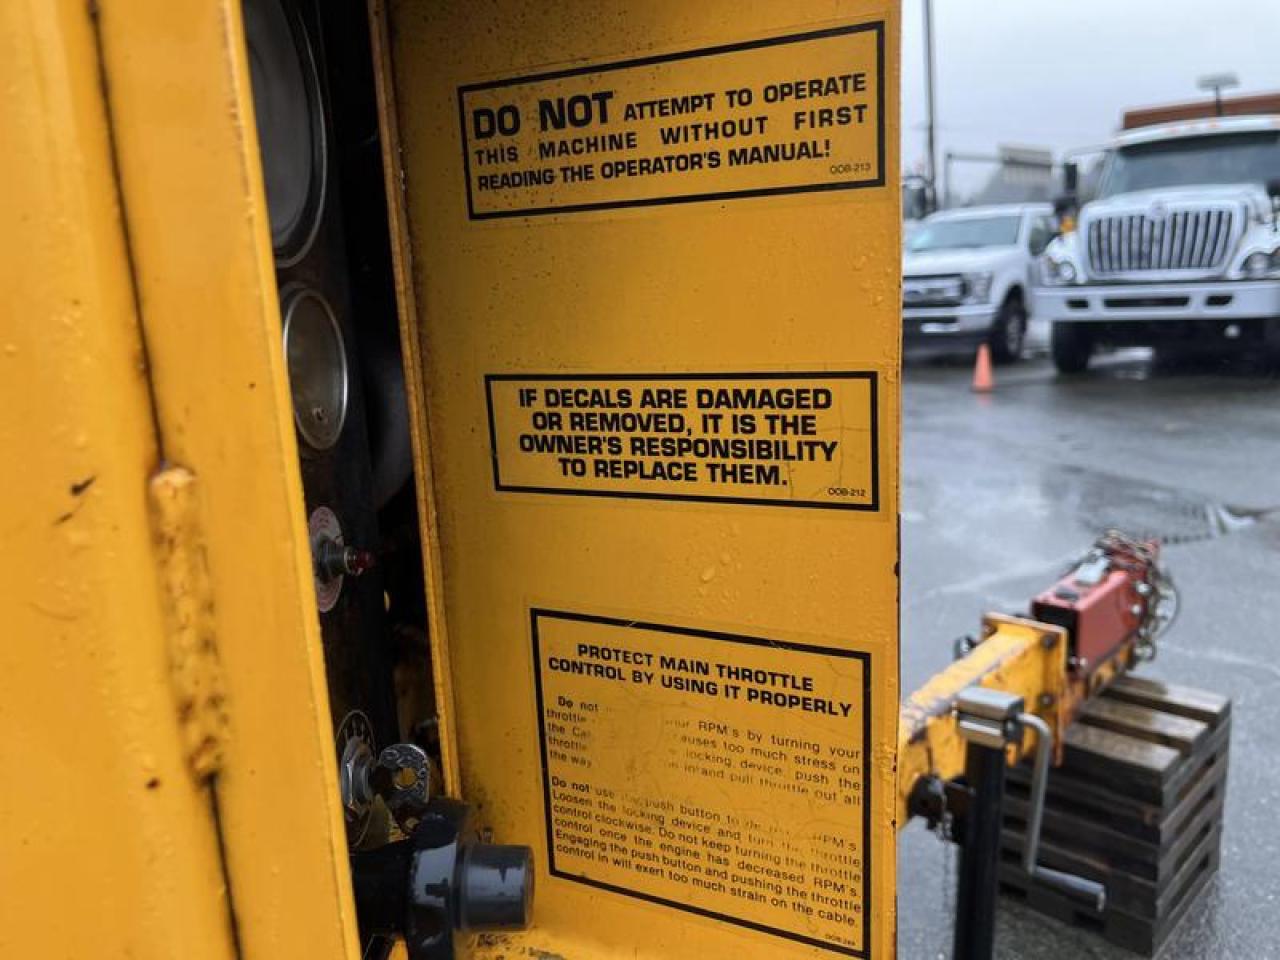 DO NOT ATTEMPT TO OPERATE
THIS MACHINE WITHOUT FIRST
READING THE OPERATOR'S MANUAL!
OOB-213
IF DECALS ARE DAMAGED
OR REMOVED, IT IS THE
OWNER'S RESPONSIBILITY
TO REPLACE THEM.
OOB-212
PROTECT MAIN THROTTLE
CONTROL BY USING IT PROPERLY
Do not RPM's by turning your
throttle too much stress on
the locking device, push the
throttle in and pull throttle out all
the way
Do not use push button to RPM's
Loosen the locking device and turn the throttle
control clockwise. Do not keep turning the throttle
control once the engine has decreased RPM's.
Engaging the push button and pushing the throttle
control in will exert too much strain on the cable.